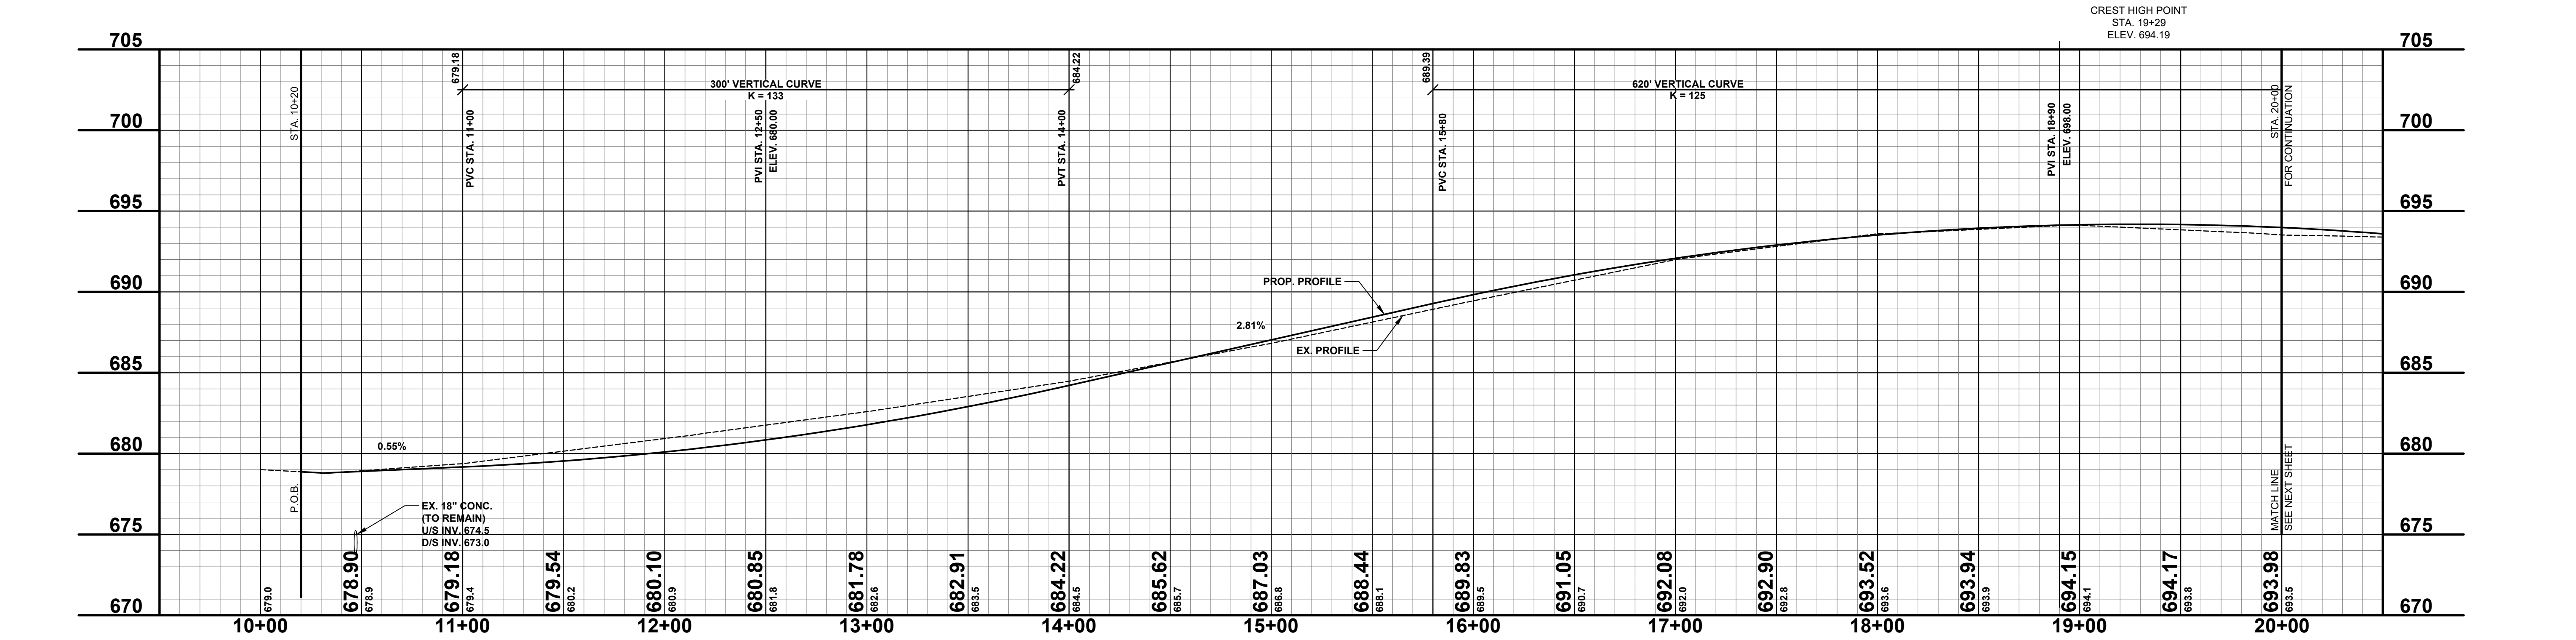 CREST HIGH POINT
STA. 19+29
ELEV. 694.19
705
705
700
700
695
695
690
690
685
685
680
680
675
675
670
670
STA. 10+20
P.O.B.
679.18
PVC STA. 11+00
300' VERTICAL CURVE
K = 133
PVI STA. 12+50
ELEV. 680.00
684.22
PVT STA. 14+00
689.39
PVC STA. 15+80
620' VERTICAL CURVE
K = 125
PVI STA. 18+90
ELEV. 698.00
STA. 20+00
FOR CONTINUATION
MATCH LINE
SEE NEXT SHEET
PROP. PROFILE
2.81%
EX. PROFILE
0.55%
EX. 18" CONC.
(TO REMAIN)
U/S INV. 674.5
D/S INV. 673.0
679.0
678.90
678.9
679.18
679.4
679.54
680.2
680.10
680.9
680.85
681.8
681.78
682.6
682.91
683.5
684.22
684.5
685.62
685.7
687.03
686.8
688.44
688.1
689.83
689.5
691.05
690.7
692.08
692.0
692.90
692.8
693.52
693.6
693.94
693.9
694.15
694.1
694.17
693.8
693.98
693.5
10+00
11+00
12+00
13+00
14+00
15+00
16+00
17+00
18+00
19+00
20+00